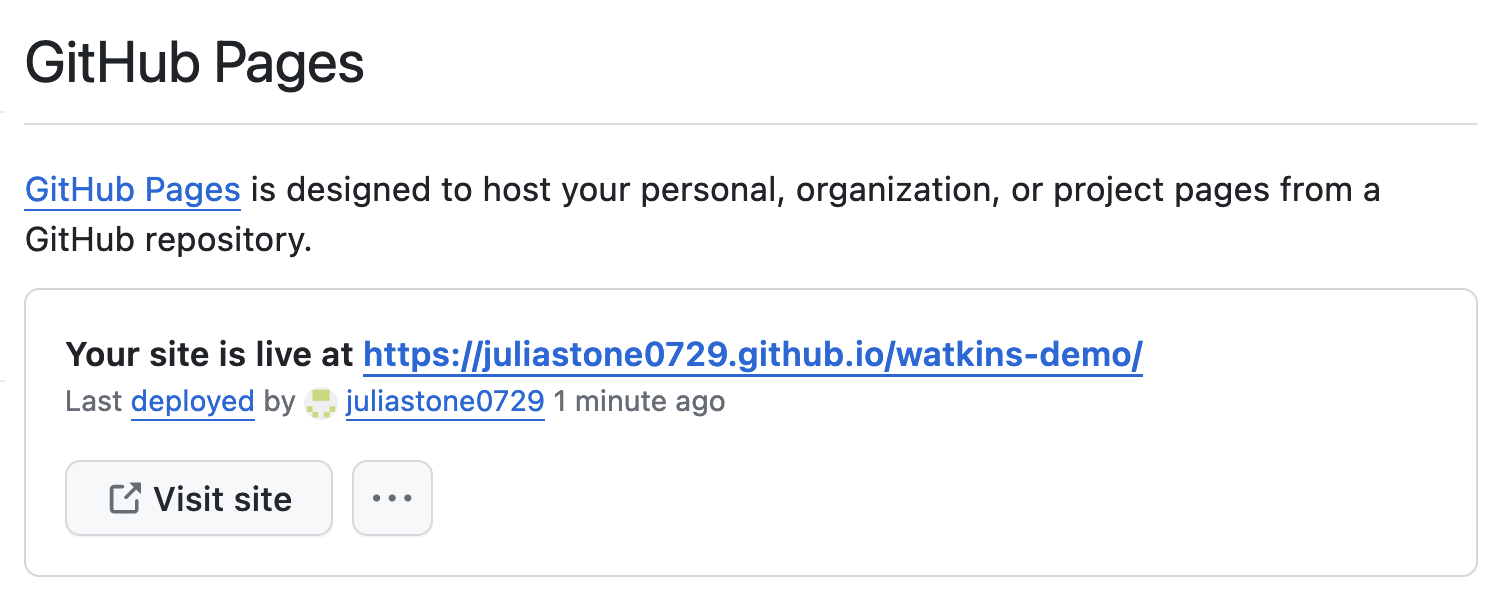 GitHub Pages
GitHub Pages is designed to host your personal, organization, or project pages from a
GitHub repository.
Your site is live at https://juliastone0729.github.io/watkins-demo/
Last deployed by juliastone0729 1 minute ago
Visit site